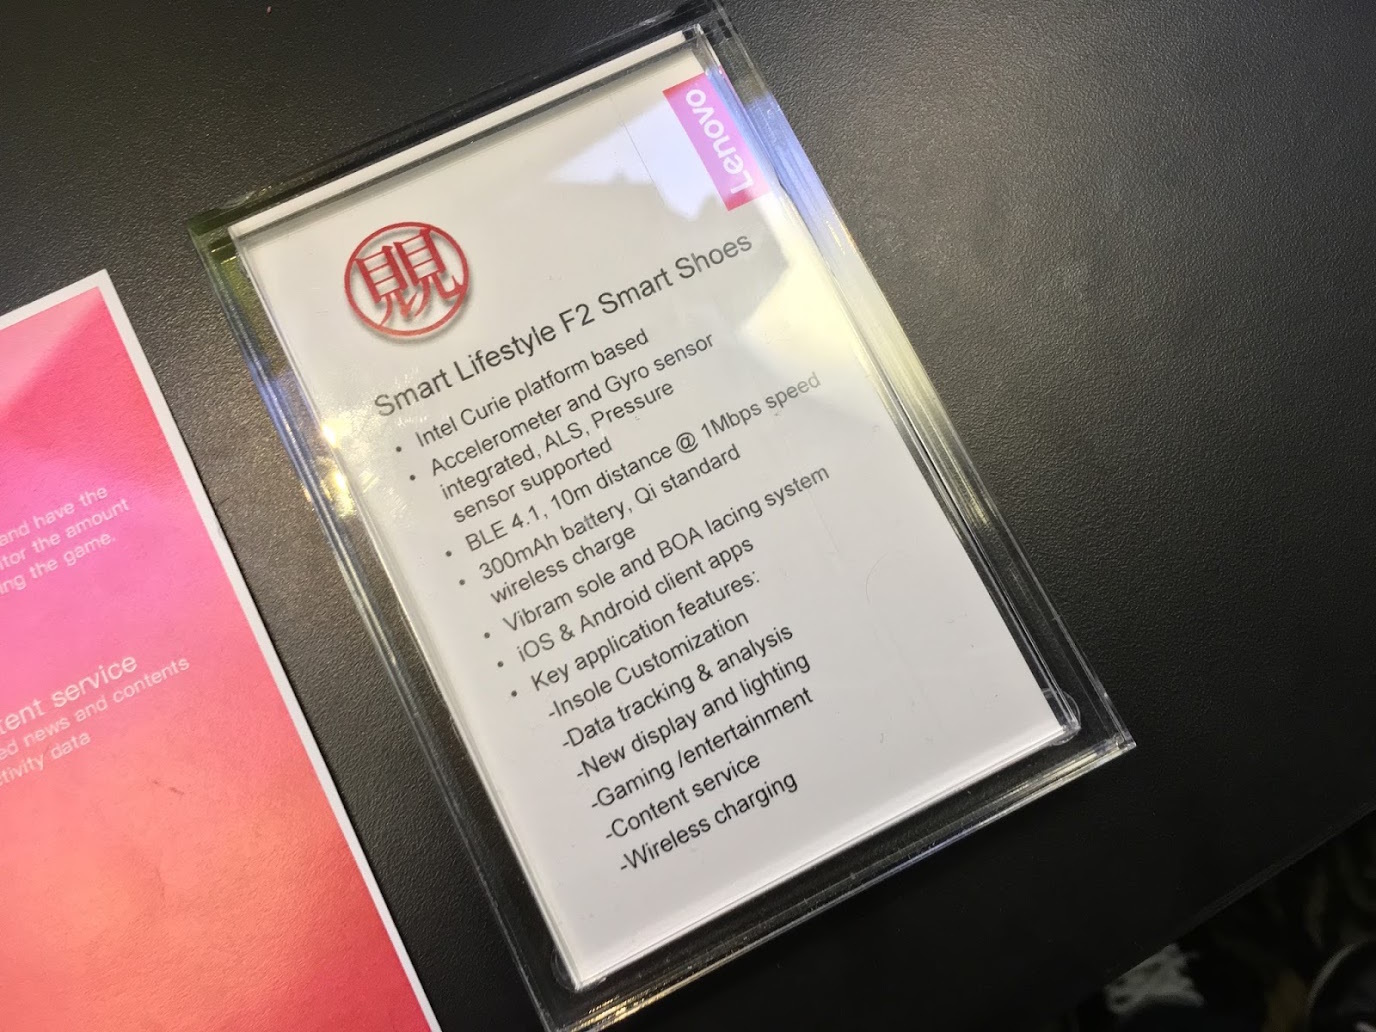 Lenovo
覞
Smart Lifestyle F2 Smart Shoes
• Intel Curie platform based
• Accelerometer and Gyro sensor
integrated, ALS, Pressure
sensor supported
• BLE 4.1, 10m distance @ 1Mbps speed
• 300mAh battery, Qi standard
wireless charge
• Vibram sole and BOA lacing system
• iOS & Android client apps
• Key application features:
-Insole Customization
-Data tracking & analysis
-New display and lighting
-Gaming /entertainment
-Content service
-Wireless charging
and have the
itor the amount
ing the game.
tent service
ed news and contents
ctivity data